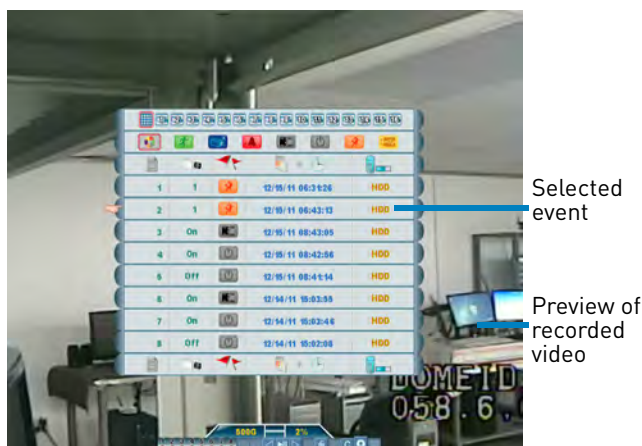 A
1 1 12/15/11 06:31:26 HDD
2 1 12/15/11 06:43:13 HDD
3 On 12/15/11 08:43:05 HDD
4 On 12/15/11 08:42:56 HDD
5 Off 12/15/11 08:41:14 HDD
6 On 12/14/11 15:03:55 HDD
7 On 12/14/11 15:03:46 HDD
8 Off 12/14/11 15:02:08 HDD
Selected
event
Preview of
recorded
video
DOMEID
058.6.
500G 2%